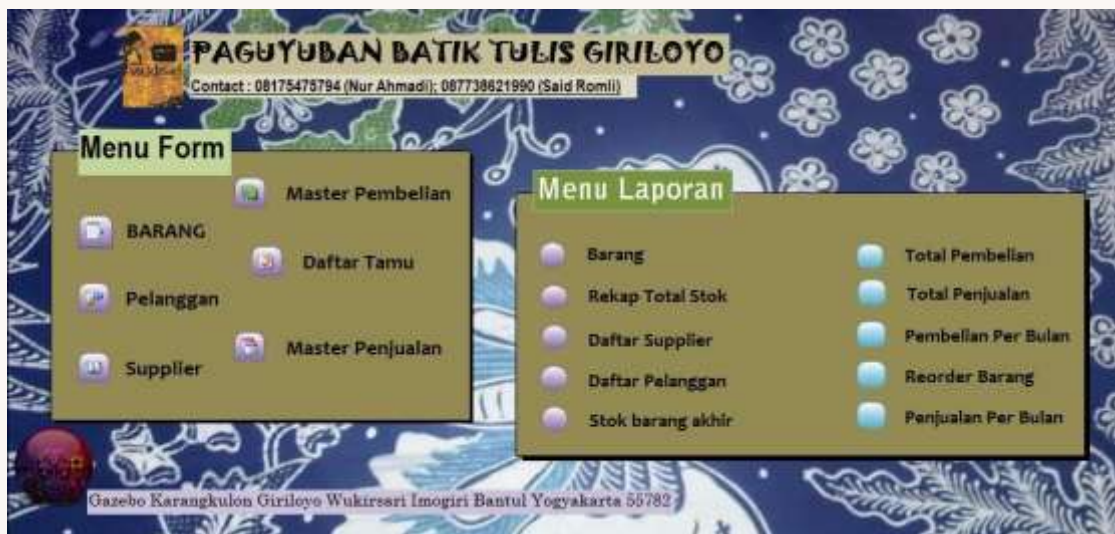 PAGUYUBAN BATIK TULIS GIRILOYO
Contact : 08175475794 (Nur Ahmadi); 087738621990 (Said Romli)
Menu Form
Master Pembelian
BARANG
Daftar Tamu
Pelanggan
Master Penjualan
Supplier
Menu Laporan
Barang
Rekap Total Stok
Daftar Supplier
Daftar Pelanggan
Stok barang akhir
Total Pembelian
Total Penjualan
Pembelian Per Bulan
Reorder Barang
Penjualan Per Bulan
Gazebo Karangkulon Giriloyo Wukirsari Imogiri Bantul Yogyakarta 55782